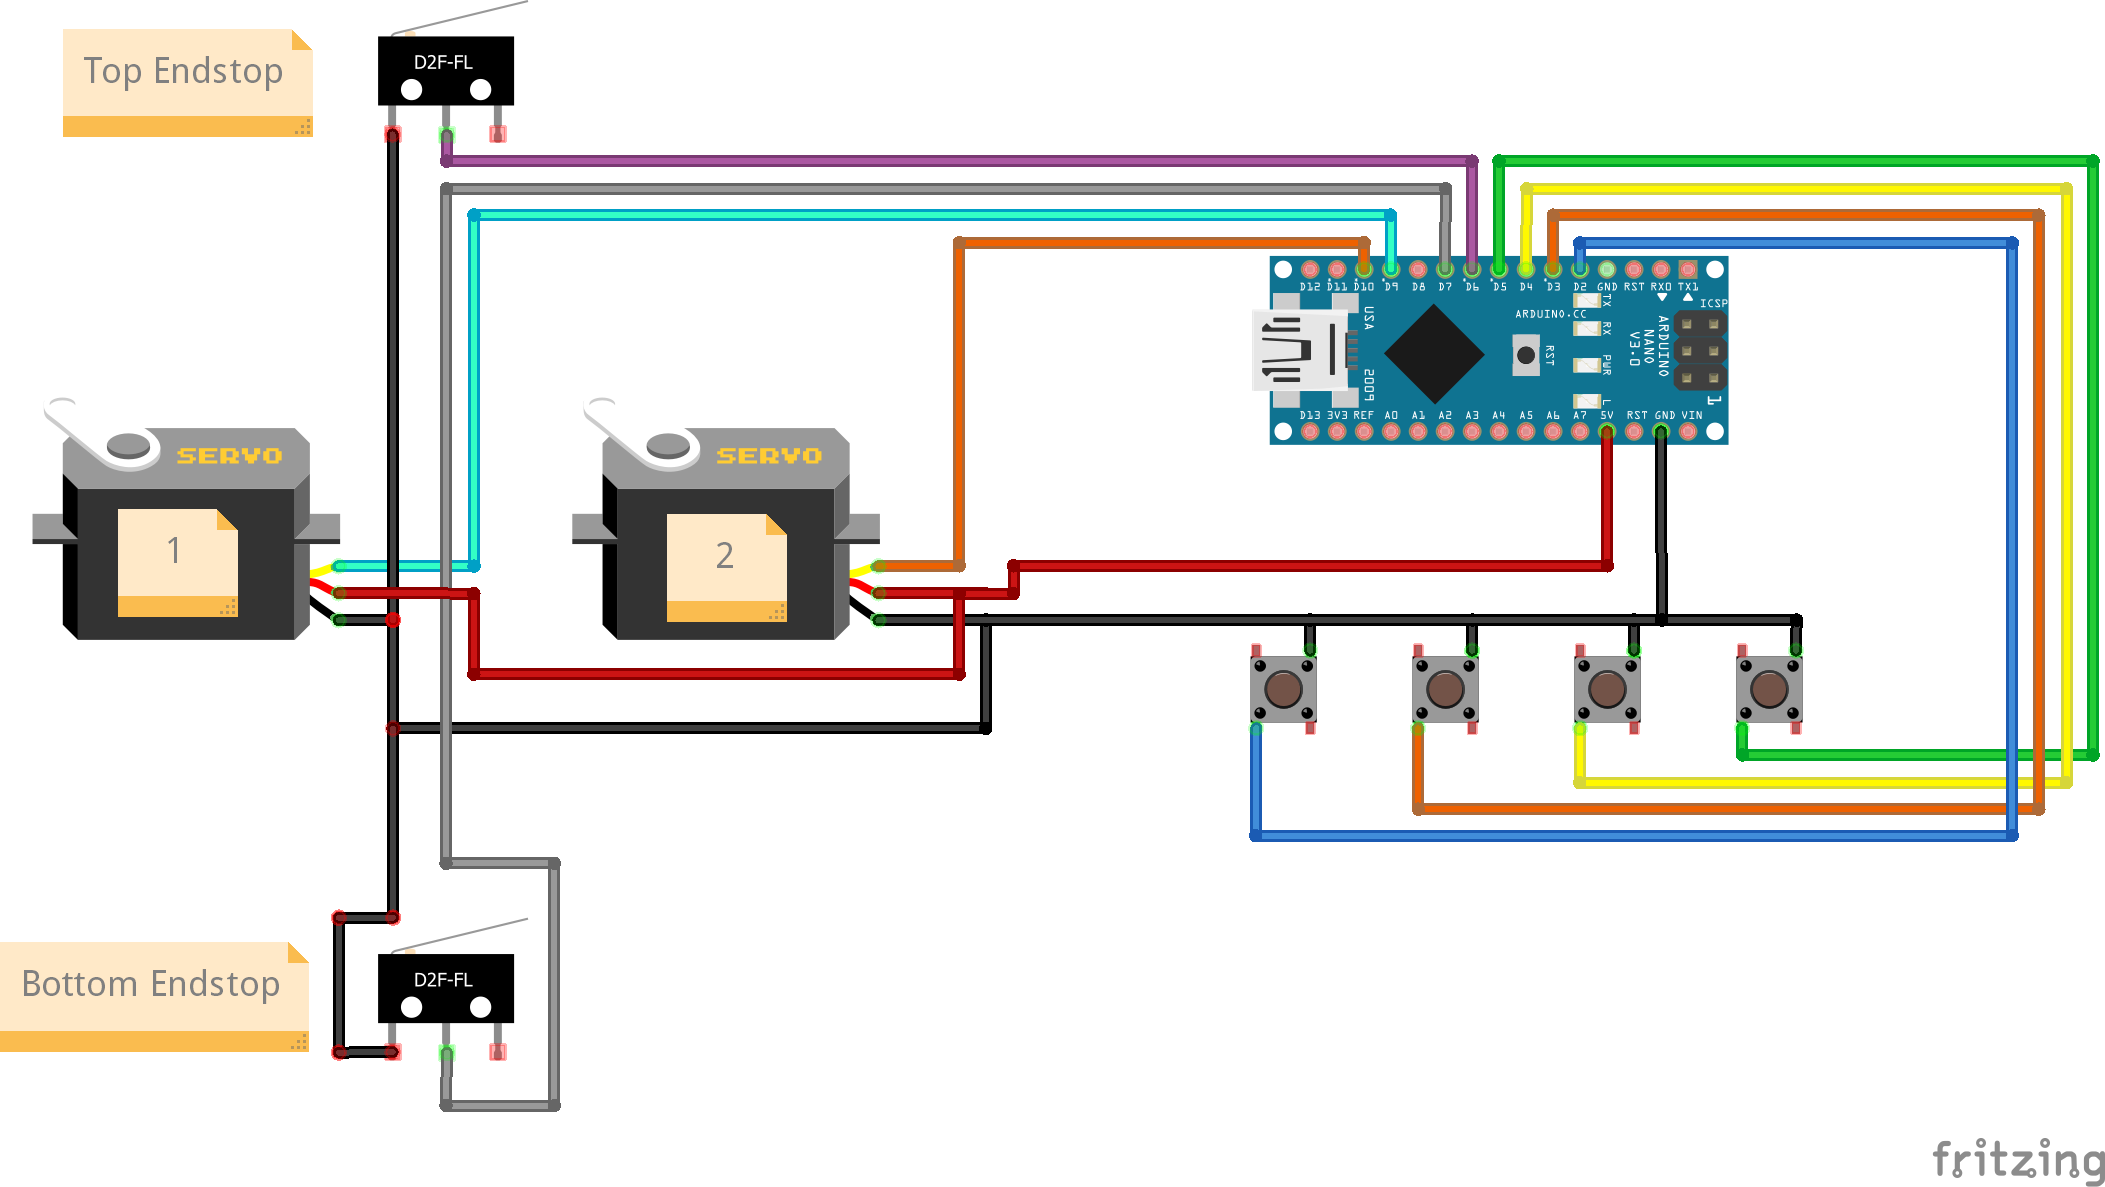 D2F-FL
Top Endstop
D12 D11 D10 D9 D8 D7 D6 D5 D4 D3 D2 GND RST RX0 TX1
TX
RX
PWR
L
ICSP
ARDUINO.CC
USA
2009
RST
ARDUINO
NANO
V3.0
1
D13 3V3 REF A0 A1 A2 A3 A4 A5 A6 A7 5V RST GND VIN
SERVO
1
SERVO
2
Bottom Endstop
D2F-FL
fritzing